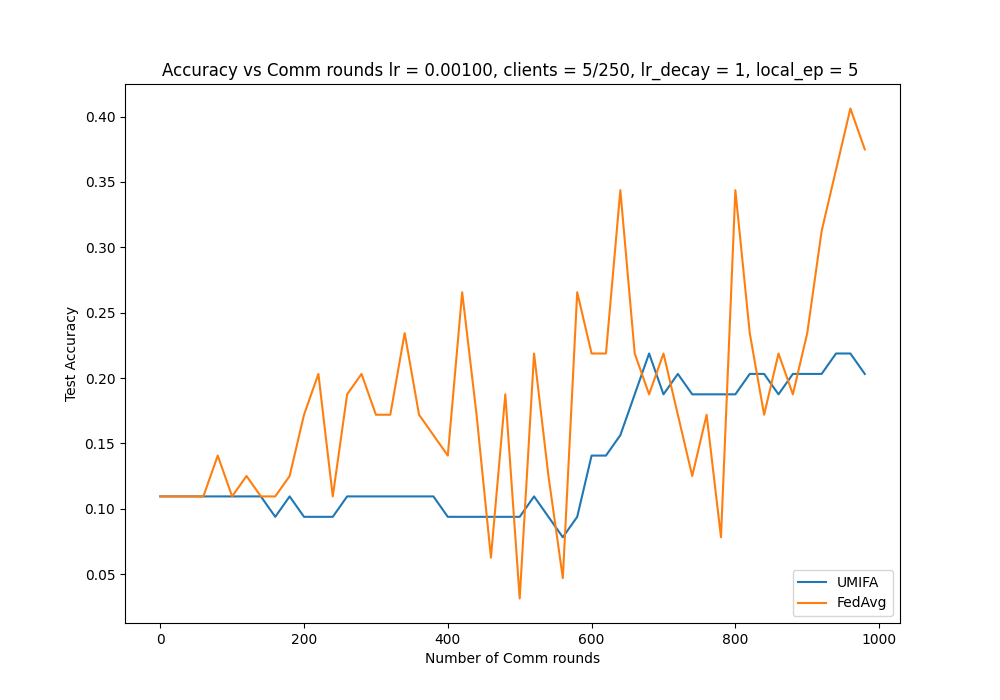 Accuracy vs Comm rounds lr = 0.00100, clients = 5/250, lr_decay = 1, local_ep = 5
0.40
0.35
0.30
0.25
0.20
0.15
0.10
0.05
Test Accuracy
UMIFA
FedAvg
0 200 400 600 800 1000
Number of Comm rounds